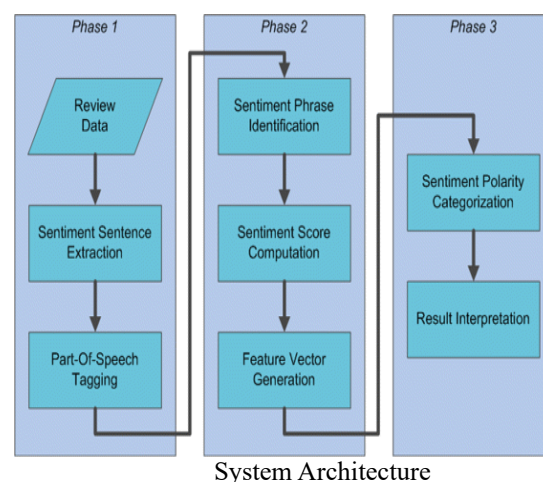 Phase 1
Review
Data
Sentiment Sentence
Extraction
Part-Of-Speech
Tagging
Phase 2
Sentiment Phrase
Identification
Sentiment Score
Computation
Feature Vector
Generation
Phase 3
Sentiment Polarity
Categorization
Result Interpretation
System Architecture